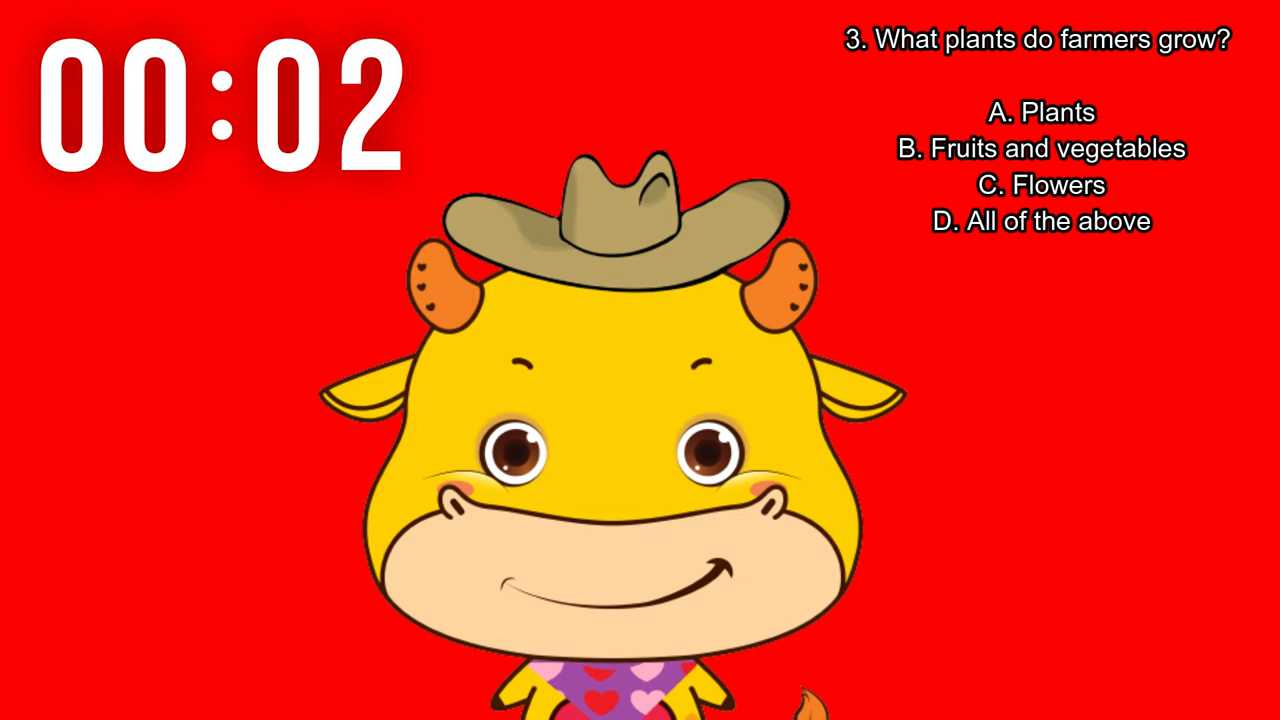 00:02
3. What plants do farmers grow?
A. Plants
B. Fruits and vegetables
C. Flowers
D. All of the above